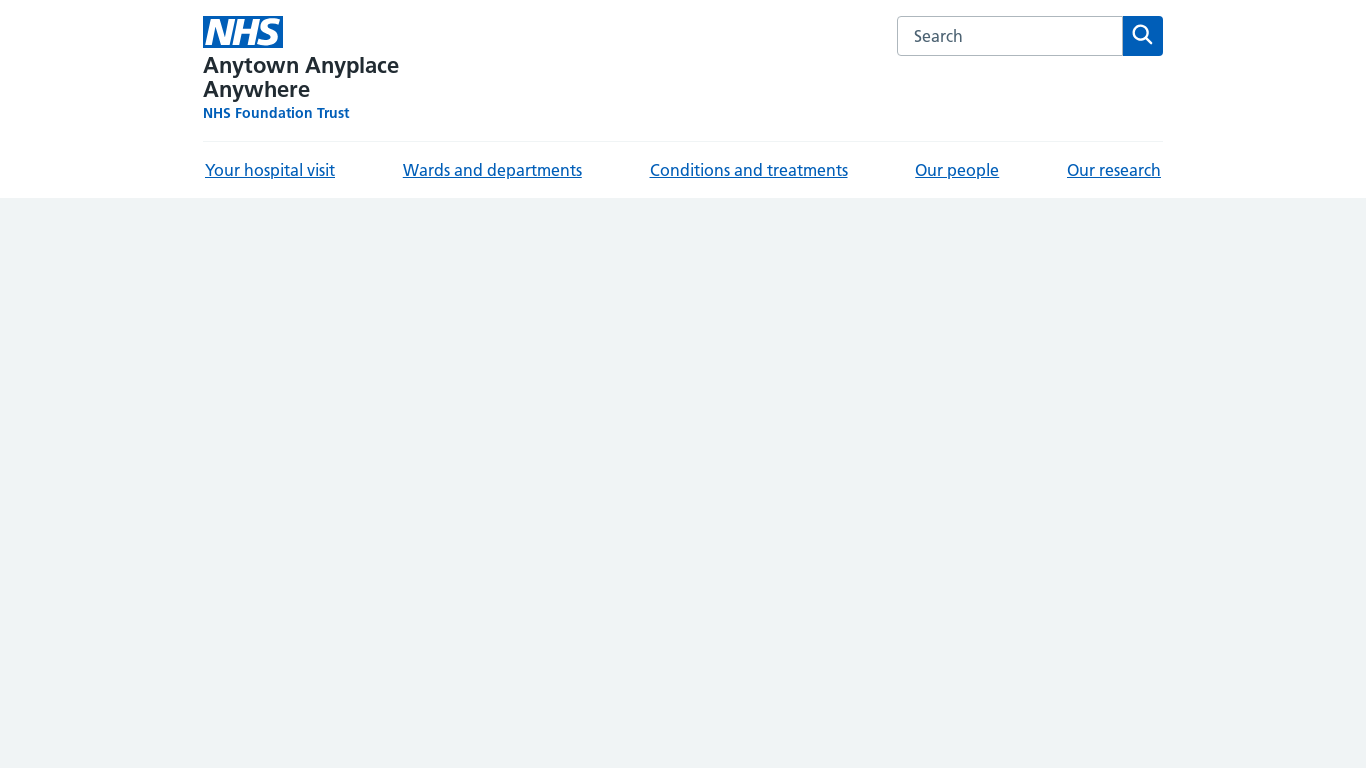 NHS
Search
Anytown Anyplace
Anywhere
NHS Foundation Trust
Your hospital visit
Wards and departments
Conditions and treatments
Our people
Our research